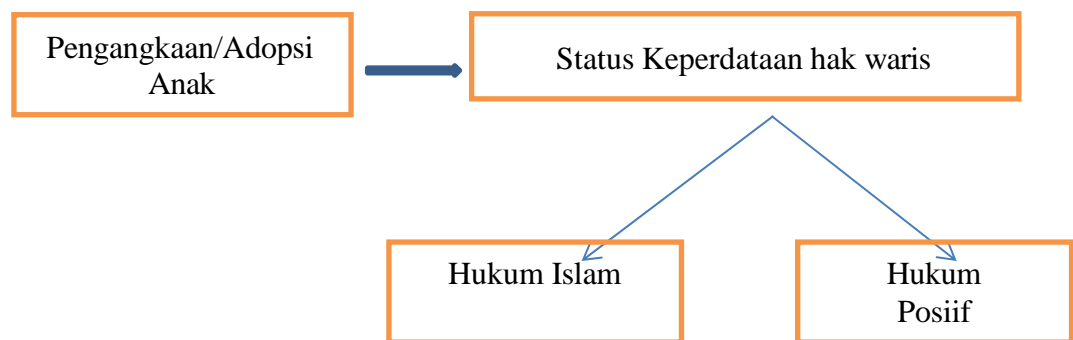 Pengangkaan/Adopsi
Anak
Status Keperdataan hak waris
Hukum Islam
Hukum
Posiif